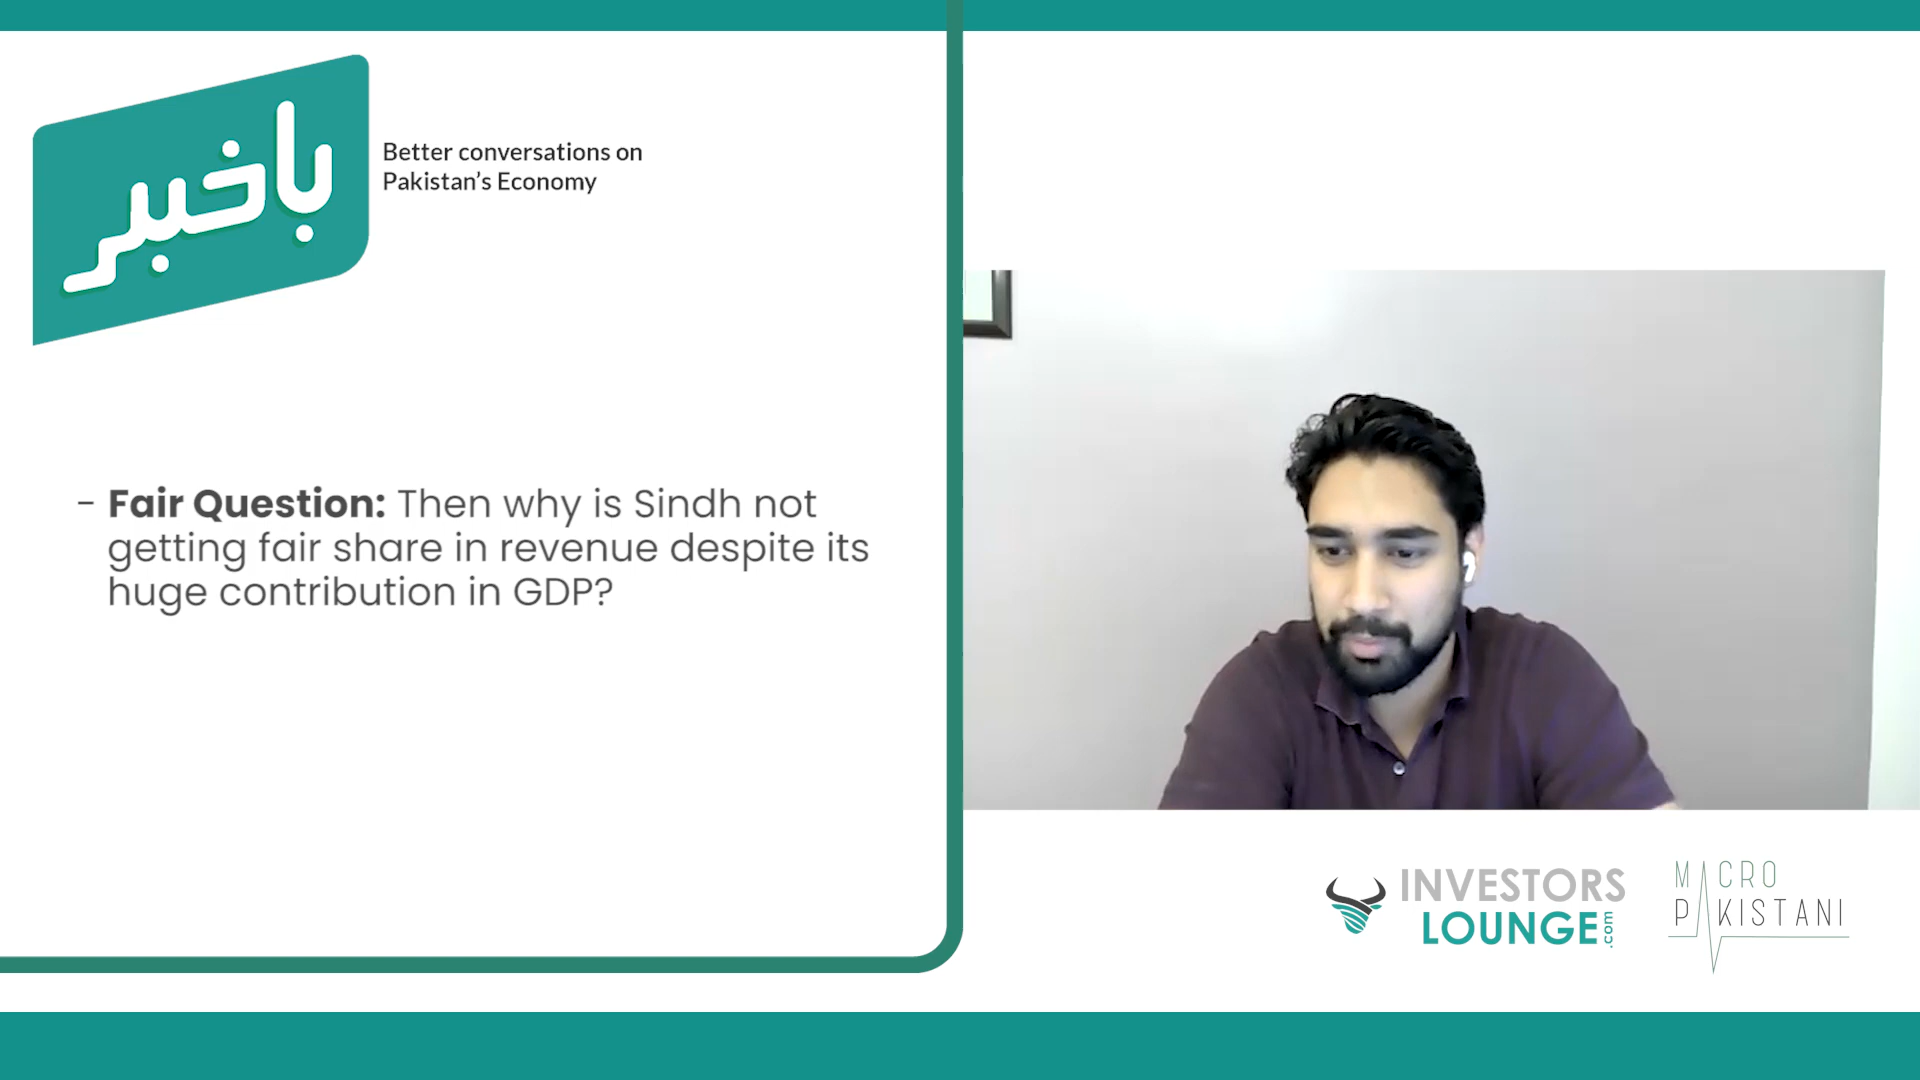 باخبر
Better conversations on
Pakistan’s Economy
- Fair Question: Then why is Sindh not
getting fair share in revenue despite its
huge contribution in GDP?
INVESTORS
LOUNGE.com
MACRO
PAKISTANI